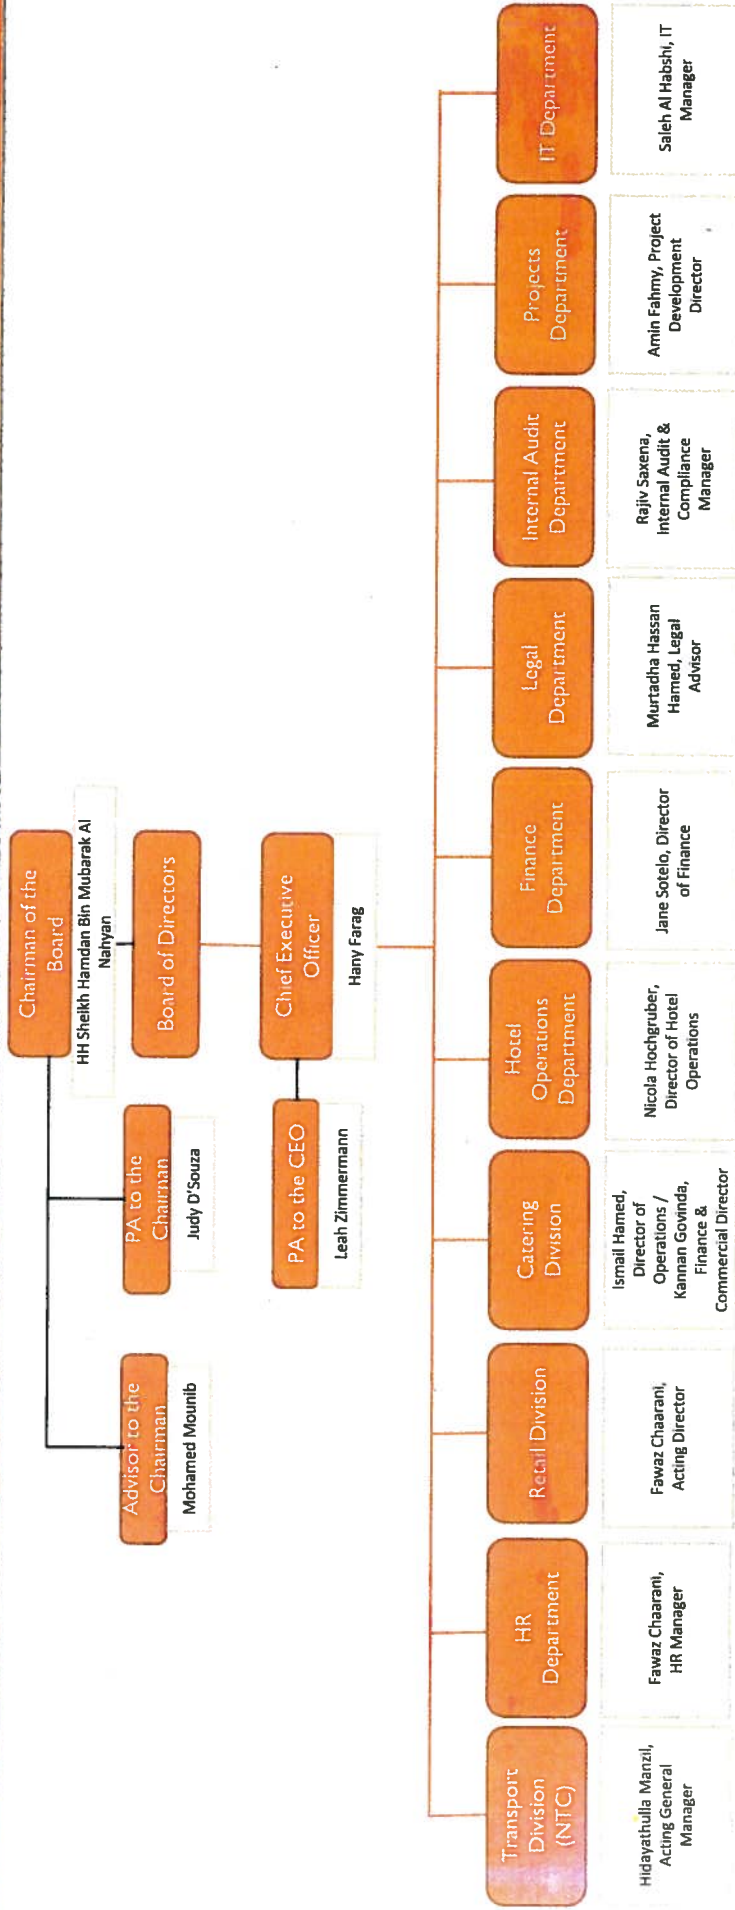 Chairman of the
Board
HH Sheikh Hamdan Bin Mubarak Al
Nahyan
Advisor to the
Chairman
Mohamed Mounib
PA to the
Chairman
Judy D'Souza
Board of Directors
PA to the CEO
Leah Zimmermann
Chief Executive
Officer
Hany Farag
Transport
Division
(NTC)
Hidayathulla Manzil,
Acting General
Manager
HR
Department
Fawaz Chaarani,
HR Manager
Retail Division
Fawaz Chaarani,
Acting Director
Catering
Division
Ismail Hamed,
Director of
Operations /
Kannan Govinda,
Finance &
Commercial Director
Hotel
Operations
Department
Nicola Hochgruber,
Director of Hotel
Operations
Finance
Department
Jane Sotelo, Director
of Finance
Legal
Department
Murtadha Hassan
Hamed, Legal
Advisor
Internal Audit
Department
Rajiv Saxena,
Internal Audit &
Compliance
Manager
Projects
Department
Amin Fahmy, Project
Development
Director
IT Department
Saleh Al Habshi, IT
Manager